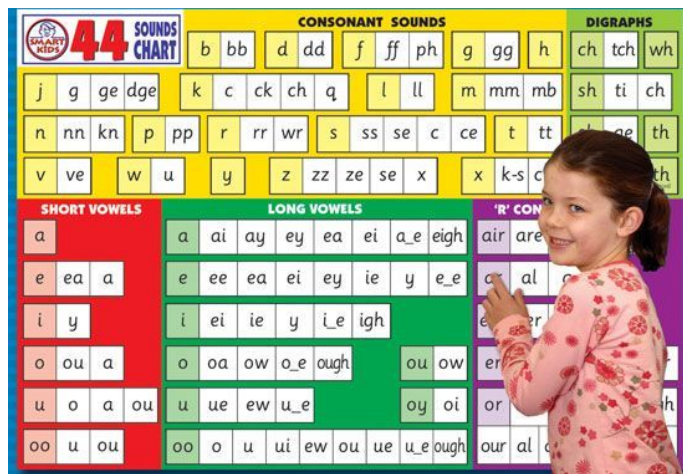 SMART KIDS 44 SOUNDS CHART
CONSONANT SOUNDS
b bb d dd f ff ph g gg h
j g ge dge k c ck ch q l ll m mm mb
n nn kn p pp r rr wr s ss se c ce t tt
v ve w u y z zz ze se x x k-s
DIGRAPHS
ch tch wh
sh ti ch
th
th
SHORT VOWELS
a
e ea a
i y
o ou a
u o a ou
oo u ou
LONG VOWELS
a ai ay ey ea ei a_e eigh
e ee ea ei ey ie y e_e
i ei ie y i_e igh
o oa ow o_e ough ou ow
u ue ew u_e oy oi
oo o u ui ew ou ue u_e ough
'R' CON
air are
ar al
er
or
our al